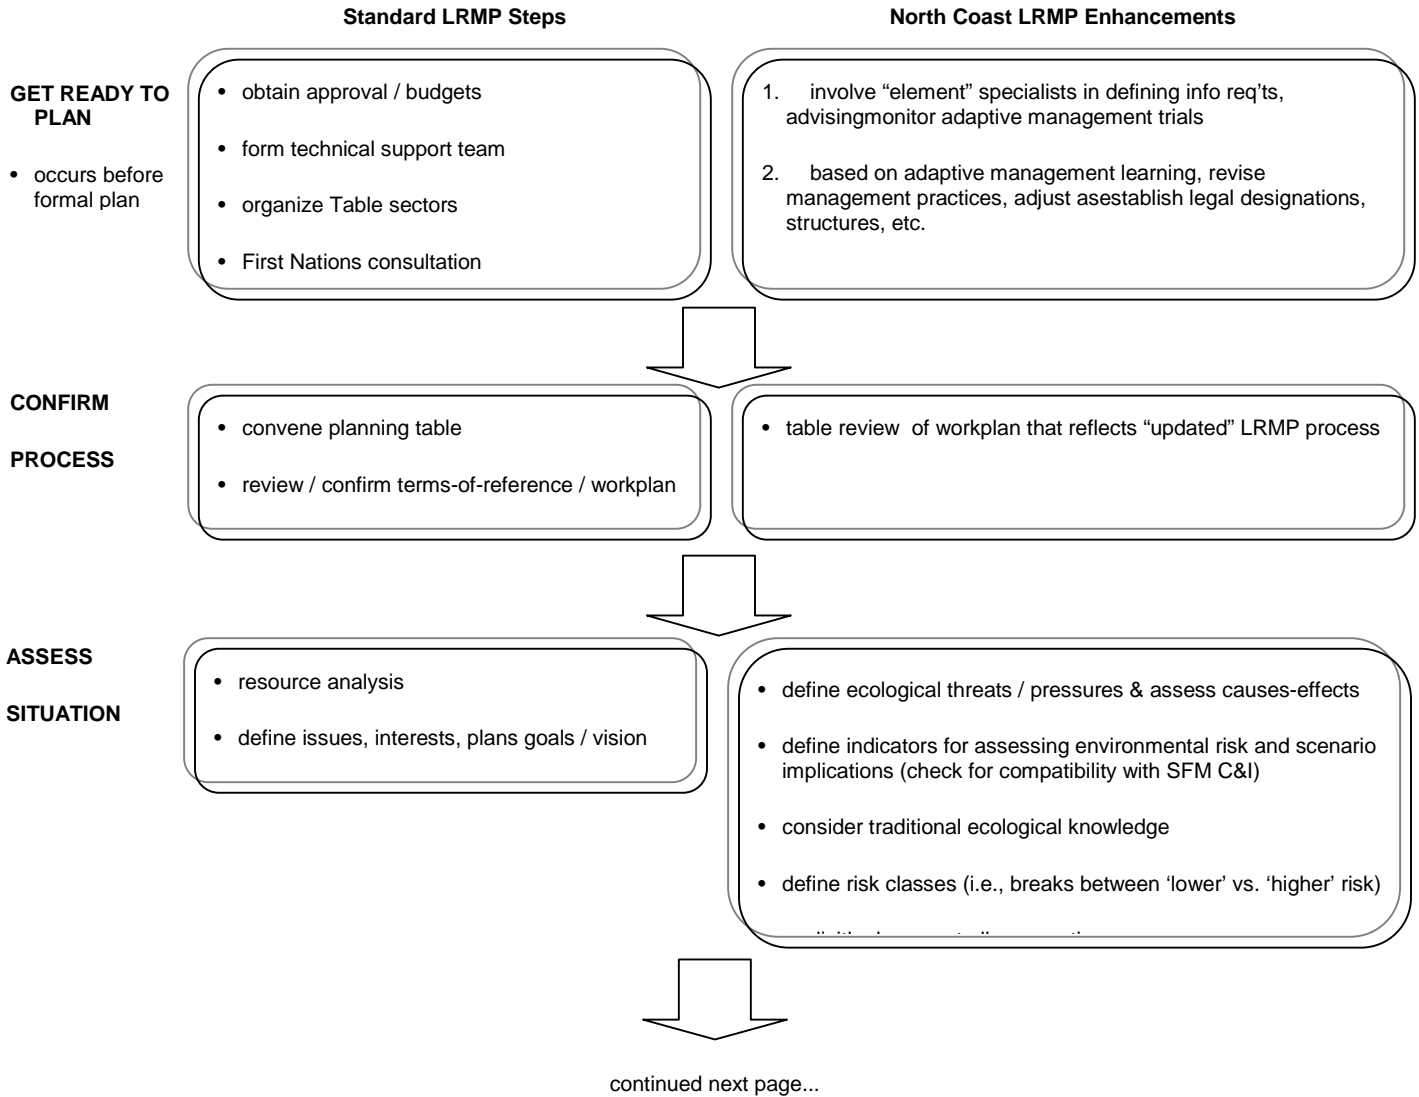 Standard LRMP Steps
North Coast LRMP Enhancements
GET READY TO
PLAN
• occurs before
formal plan
• obtain approval / budgets
• form technical support team
• organize Table sectors
• First Nations consultation
1. involve “element” specialists in defining info req’ts,
advisingmonitor adaptive management trials
2. based on adaptive management learning, revise
management practices, adjust asestablish legal designations,
structures, etc.
CONFIRM
PROCESS
• convene planning table
• review / confirm terms-of-reference / workplan
• table review of workplan that reflects “updated” LRMP process
ASSESS
SITUATION
• resource analysis
• define issues, interests, plans goals / vision
• define ecological threats / pressures & assess causes-effects
• define indicators for assessing environmental risk and scenario
implications (check for compatibility with SFM C&I)
• consider traditional ecological knowledge
• define risk classes (i.e., breaks between ‘lower’ vs. ‘higher’ risk)
continued next page...